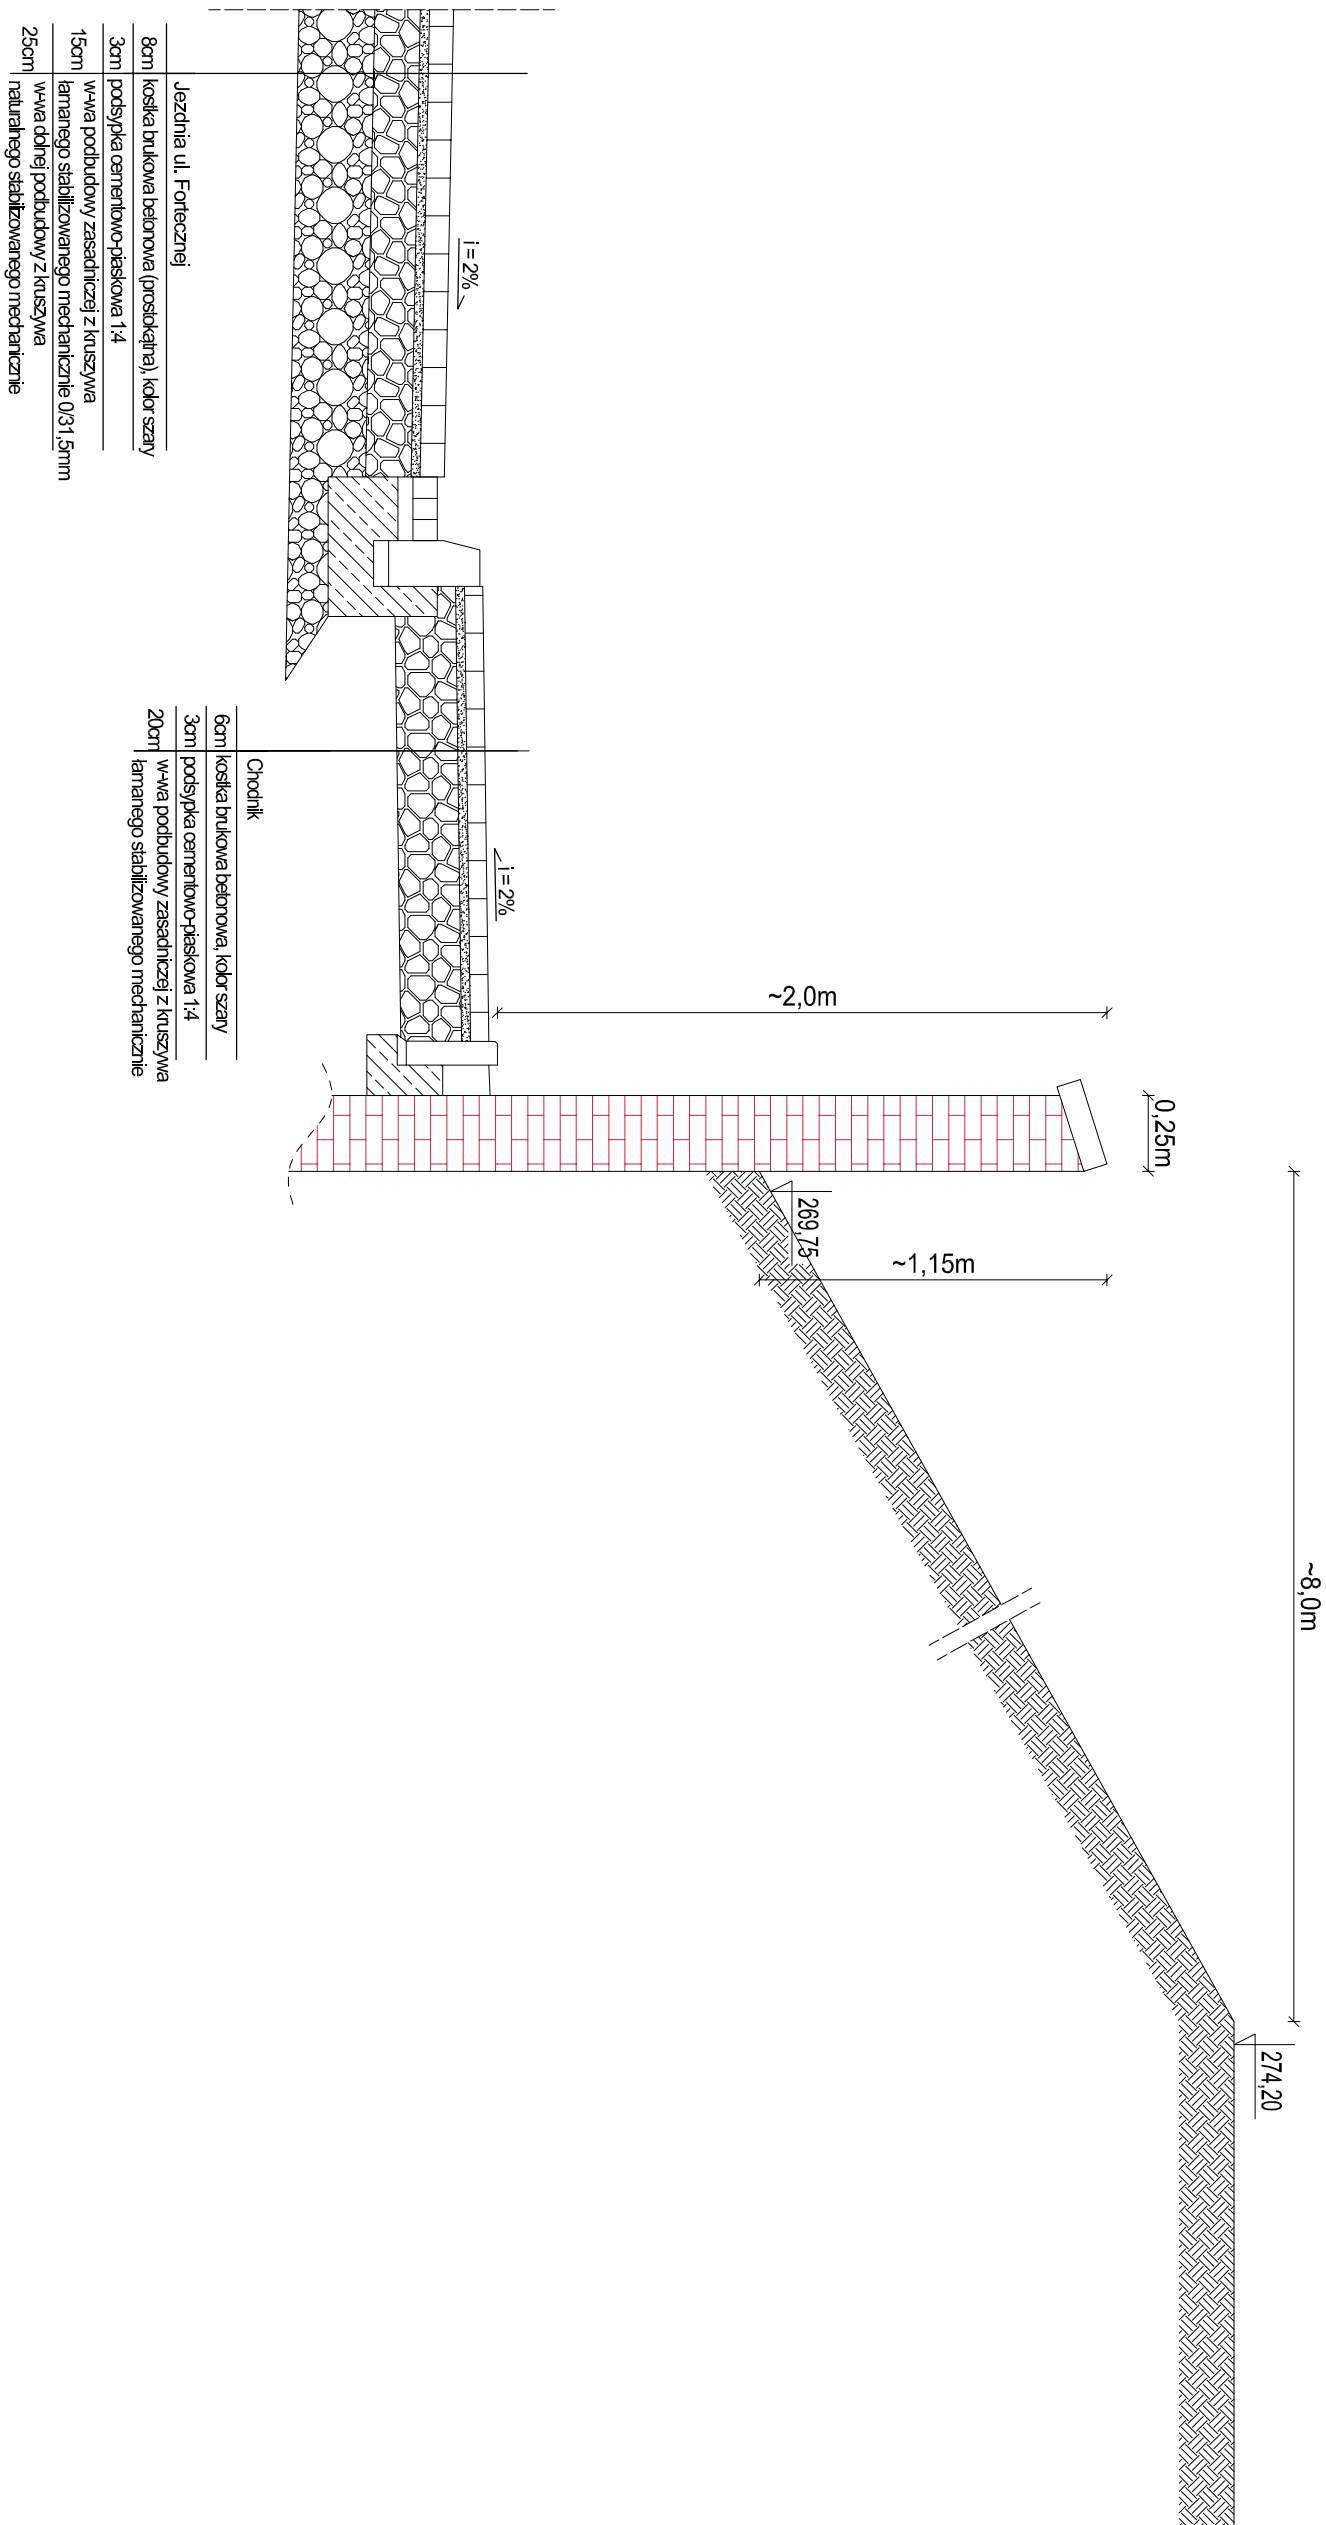 Jezdnia ul. Fortecznej
8cm kostka brukowa betonowa (prostokątna), kolor szary
3cm podsypka cementowo-piaskowa 1:4
w-wa podbudowy zasadniczej z kruszywa
15cm łamanego stabilizowanego mechanicznie 0/31,5mm
w-wa dolnej podbudowy z kruszywa
25cm naturalnego stabilizowanego mechanicznie
i = 2%
Chodnik
6cm kostka brukowa betonowa, kolor szary
3cm podsypka cementowo-piaskowa 1:4
20cm w-wa podbudowy zasadniczej z kruszywa
łamanego stabilizowanego mechanicznie
i = 2%
~2,0m
0,25m
269,75
~1,15m
~8,0m
274,20